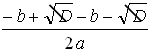 -b + √D - b - √D
2a